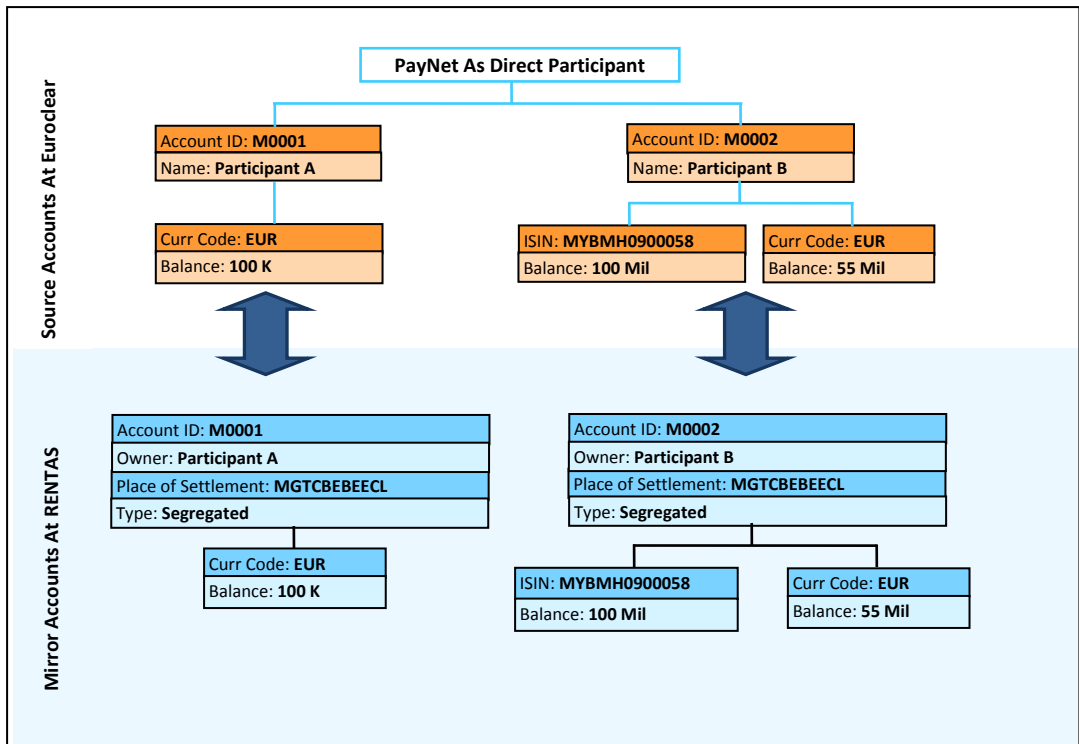 PayNet As Direct Participant
Source Accounts At Euroclear
Account ID: M0001
Name: Participant A
Account ID: M0002
Name: Participant B
Curr Code: EUR
Balance: 100 K
ISIN: MYBMH0900058
Balance: 100 Mil
Curr Code: EUR
Balance: 55 Mil
Mirror Accounts At RENTAS
Account ID: M0001
Owner: Participant A
Place of Settlement: MGTCBEBEECL
Type: Segregated
Account ID: M0002
Owner: Participant B
Place of Settlement: MGTCBEBEECL
Type: Segregated
Curr Code: EUR
Balance: 100 K
ISIN: MYBMH0900058
Balance: 100 Mil
Curr Code: EUR
Balance: 55 Mil